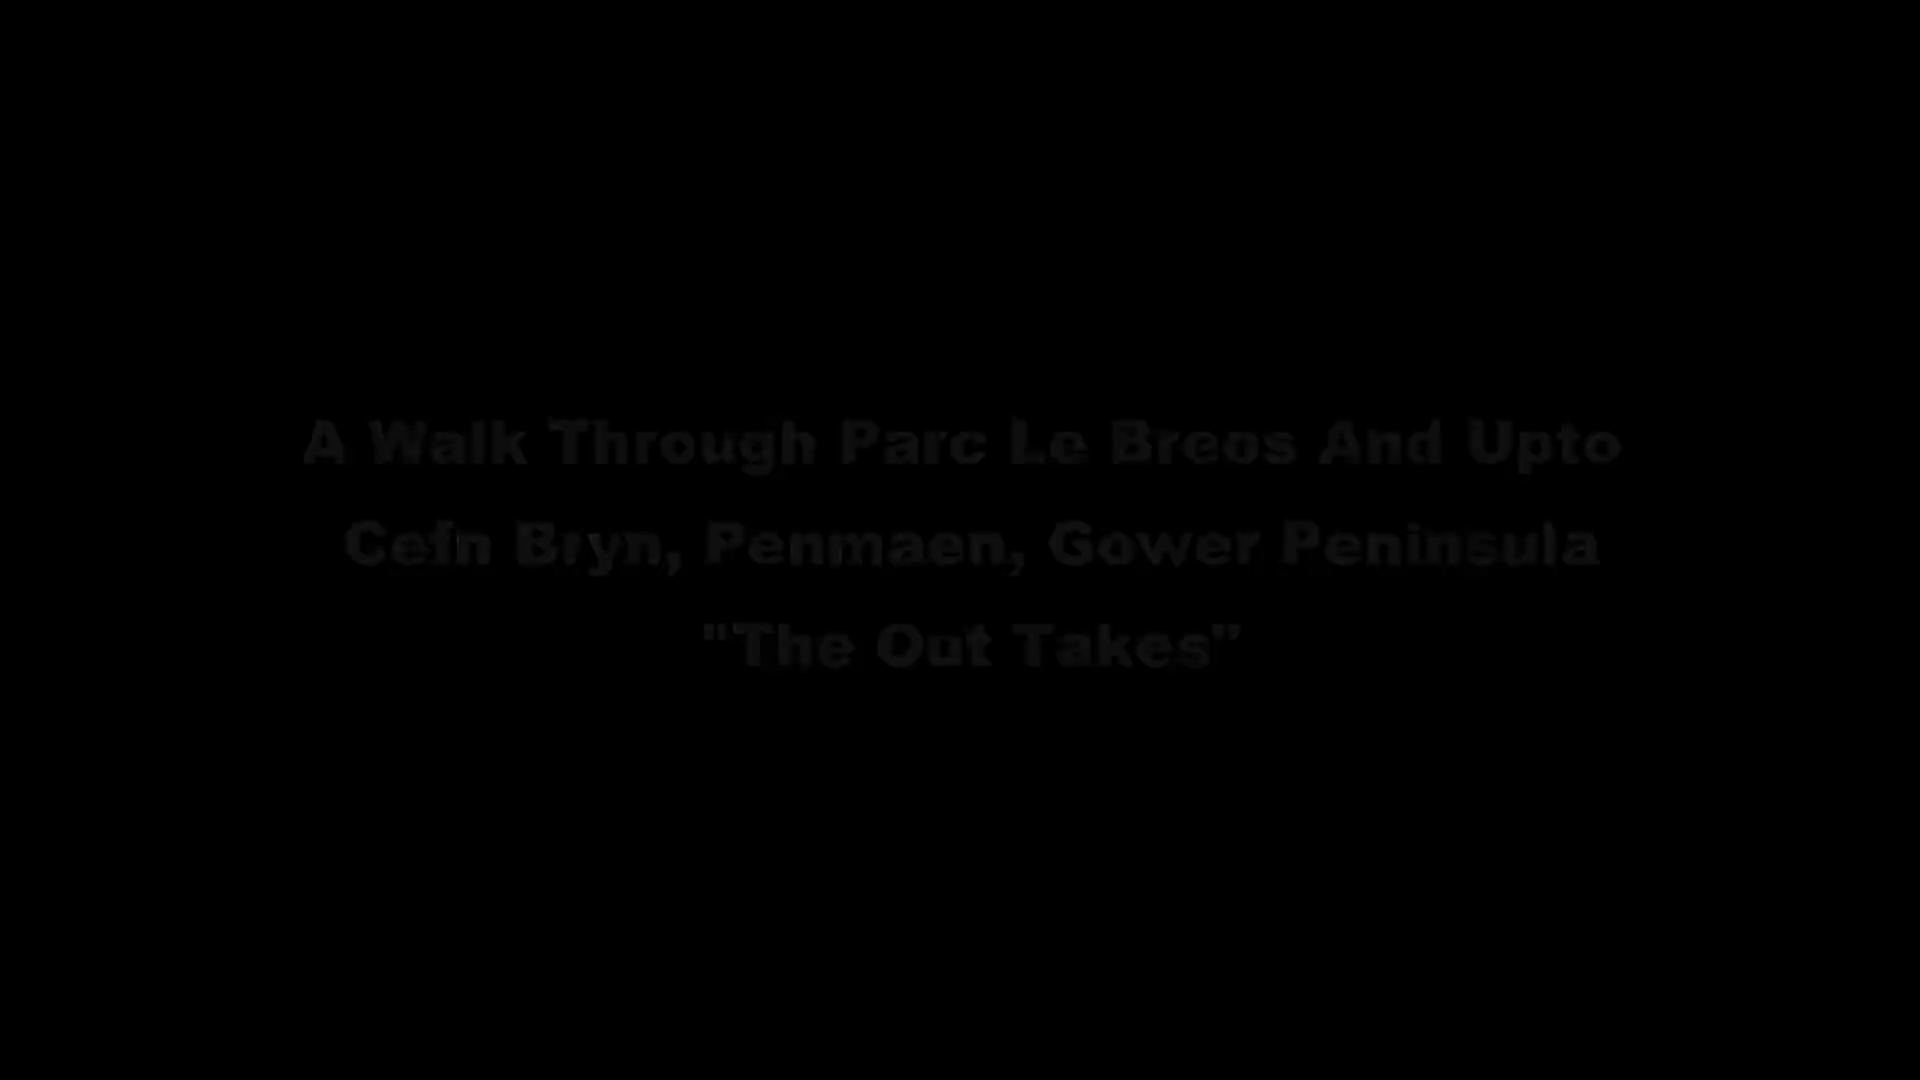 A Walk Through Parc Le Breos And Upto
Cefn Bryn, Penmaen, Gower Peninsula
"The Out Takes"